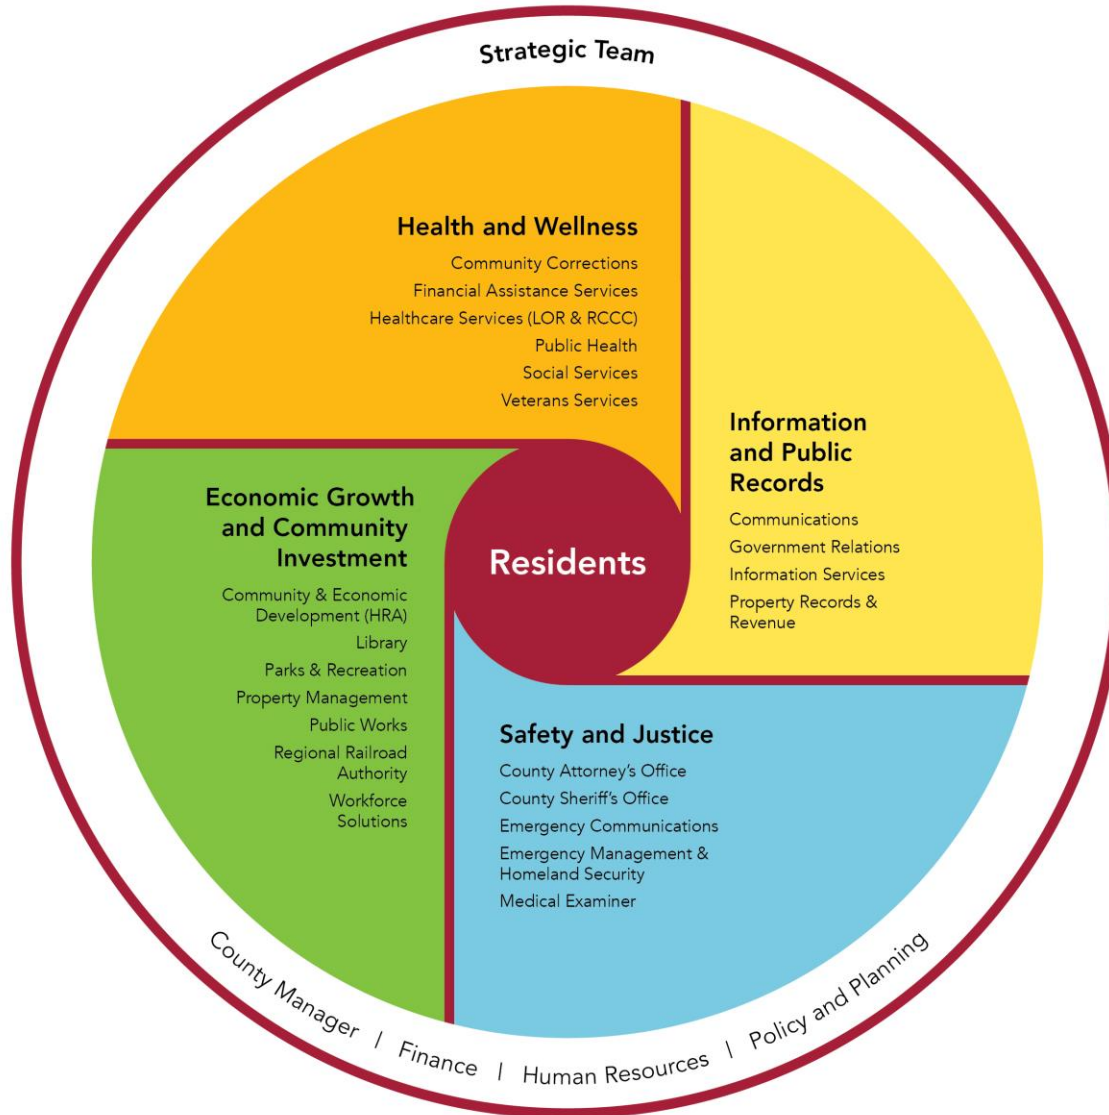 Strategic Team
Health and Wellness
Community Corrections
Financial Assistance Services
Healthcare Services (LOR & RCCC)
Public Health
Social Services
Veterans Services
Information
and Public
Records
Communications
Government Relations
Information Services
Property Records &
Revenue
Economic Growth
and Community
Investment
Community & Economic
Development (HRA)
Library
Parks & Recreation
Property Management
Public Works
Regional Railroad
Authority
Workforce
Solutions
Residents
Safety and Justice
County Attorney’s Office
County Sheriff’s Office
Emergency Communications
Emergency Management &
Homeland Security
Medical Examiner
County Manager | Finance | Human Resources | Policy and Planning